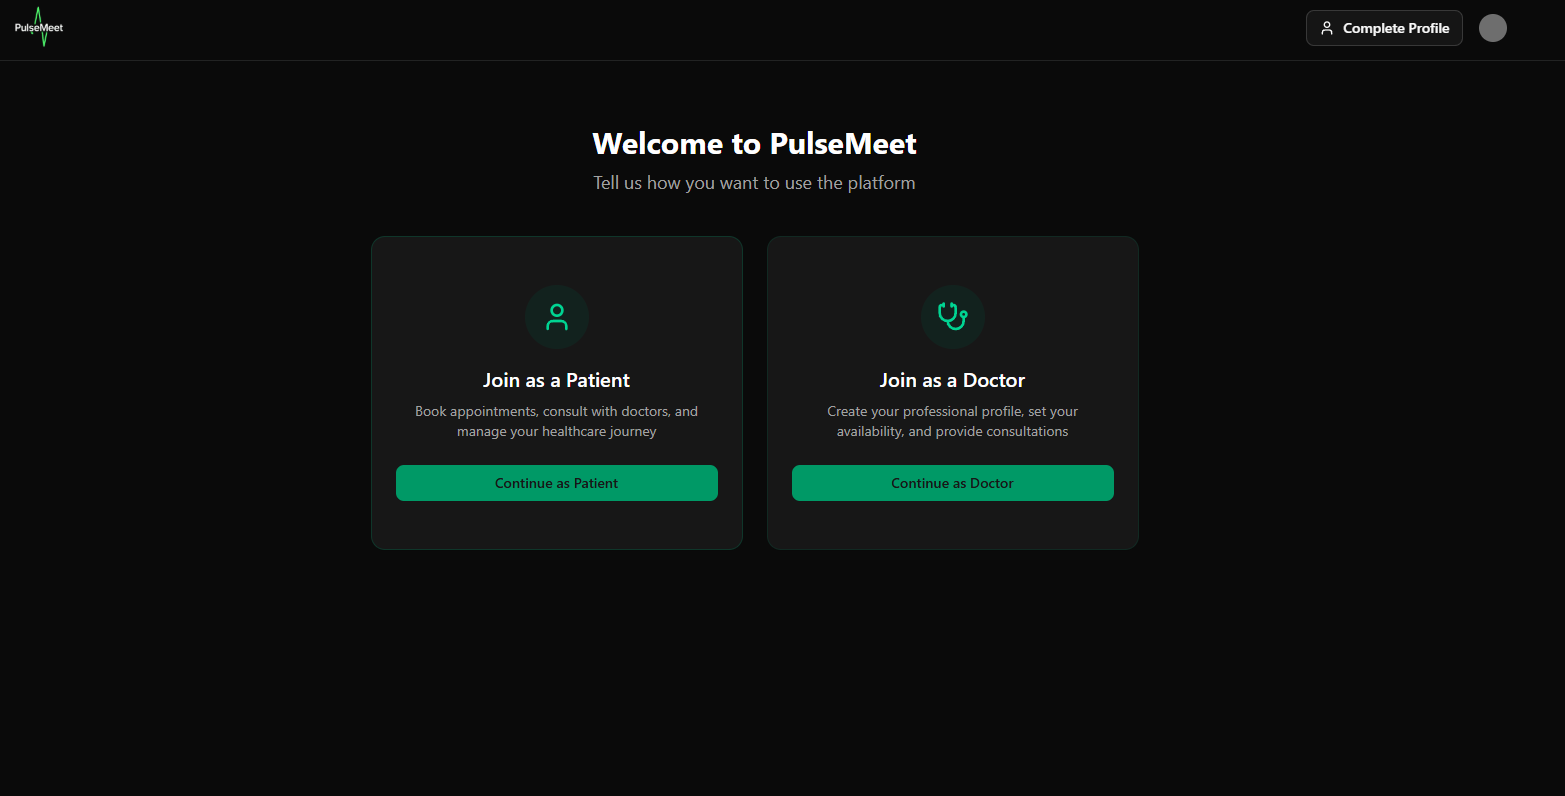 PulseMeet
Complete Profile
Welcome to PulseMeet
Tell us how you want to use the platform
Join as a Patient
Book appointments, consult with doctors, and
manage your healthcare journey
Continue as Patient
Join as a Doctor
Create your professional profile, set your
availability, and provide consultations
Continue as Doctor